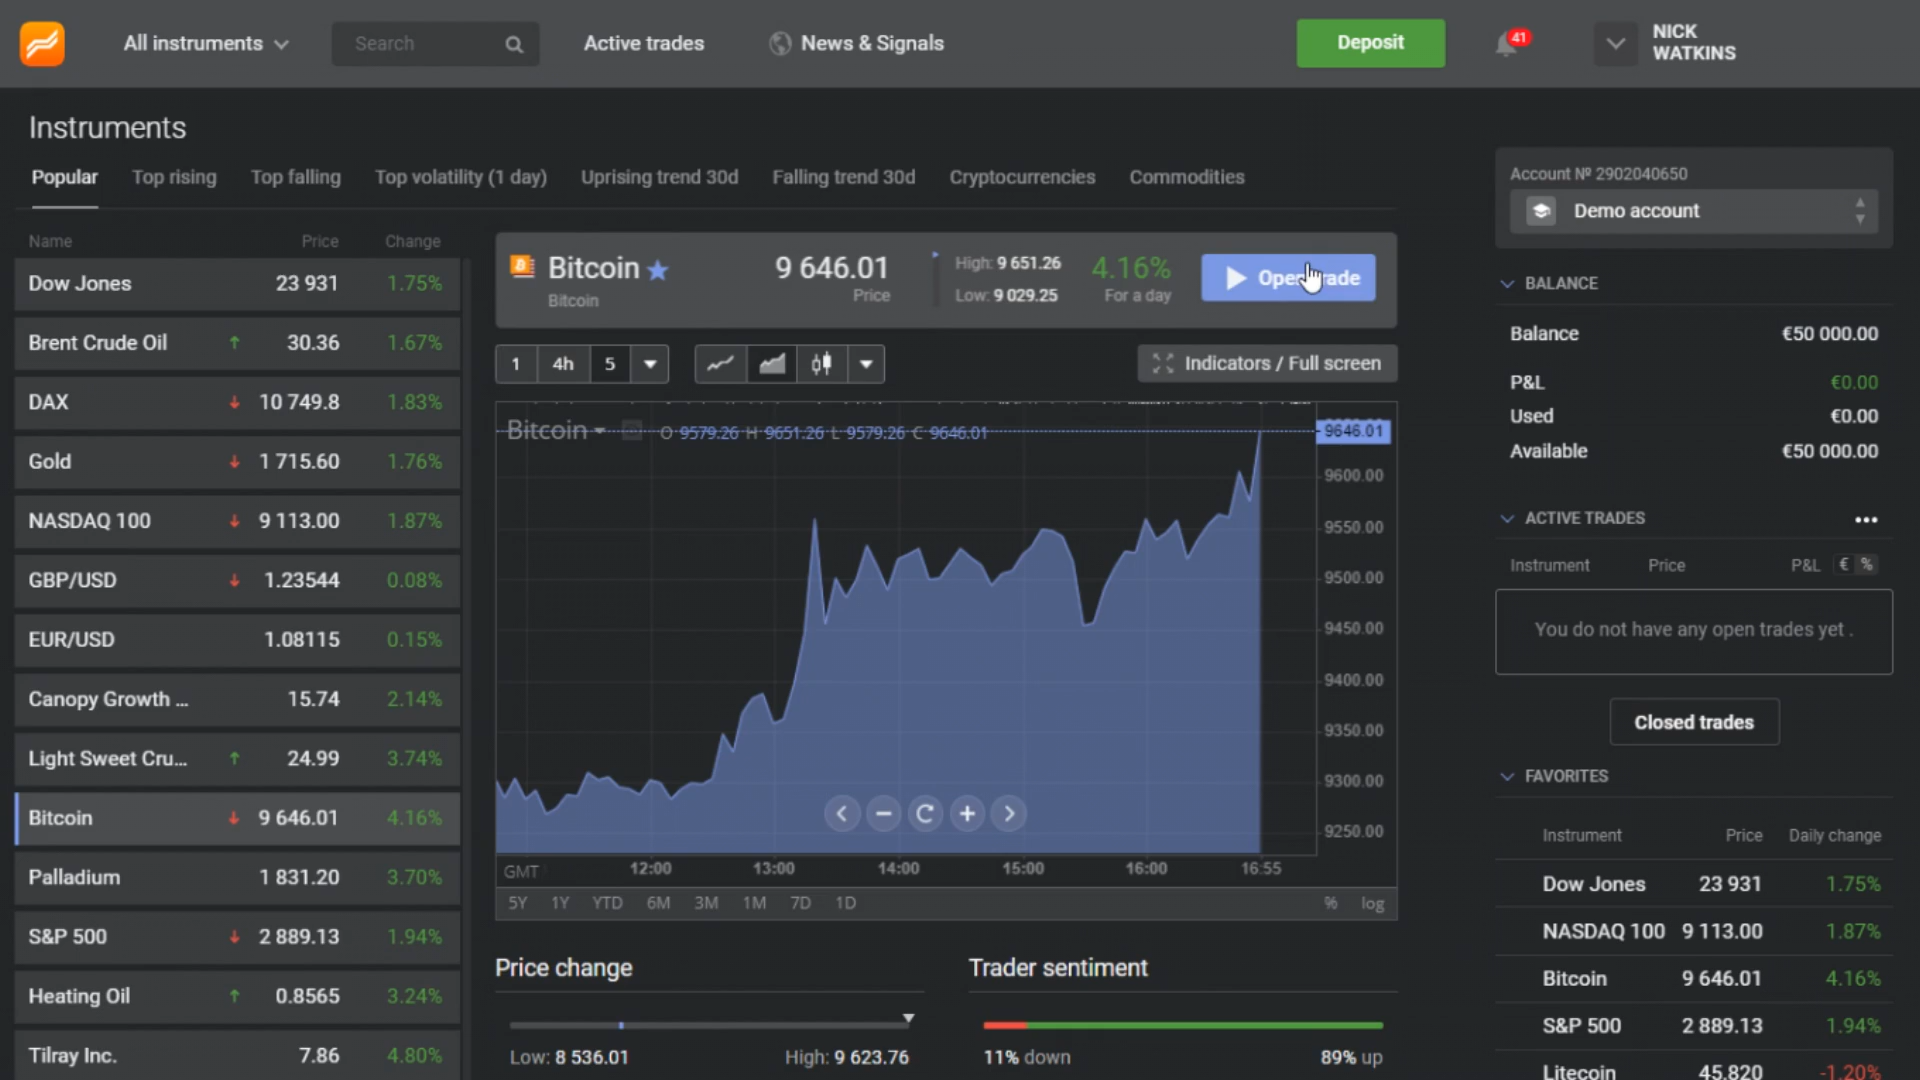 All instruments
Search
Active trades
News & Signals
Deposit
41
NICK
WATKINS
Instruments
Popular
Top rising
Top falling
Top volatility (1 day)
Uprising trend 30d
Falling trend 30d
Cryptocurrencies
Commodities
Name Price Change
Dow Jones 23 931 1.75%
Brent Crude Oil 30.36 1.67%
DAX 10 749.8 1.83%
Gold 1 715.60 1.76%
NASDAQ 100 9 113.00 1.87%
GBP/USD 1.23544 0.08%
EUR/USD 1.08115 0.15%
Canopy Growth ... 15.74 2.14%
Light Sweet Cru... 24.99 3.74%
Bitcoin 9 646.01 4.16%
Palladium 1 831.20 3.70%
S&P 500 2 889.13 1.94%
Heating Oil 0.8565 3.24%
Tilray Inc. 7.86 4.80%
Bitcoin
Bitcoin
9 646.01
Price
High: 9 651.26
Low: 9 029.25
4.16%
For a day
1 4h 5
Indicators / Full screen
Bitcoin O 9579.26 H 9651.26 L 9579.26 C 9646.01
9646.01
9600.00
9550.00
9500.00
9450.00
9400.00
9350.00
9300.00
9250.00
GMT 12:00 13:00 14:00 15:00 16:00 16:55
5Y 1Y YTD 6M 3M 1M 7D 1D % log
Price change
Low: 8 536.01 High: 9 623.76
Trader sentiment
11% down 89% up
Account № 2902040650
Demo account
BALANCE
Balance €50 000.00
P&L €0.00
Used €0.00
Available €50 000.00
ACTIVE TRADES
Instrument Price P&L € %
You do not have any open trades yet .
Closed trades
FAVORITES
Instrument Price Daily change
Dow Jones 23 931 1.75%
NASDAQ 100 9 113.00 1.87%
Bitcoin 9 646.01 4.16%
S&P 500 2 889.13 1.94%
Litecoin 45.820 -1.20%